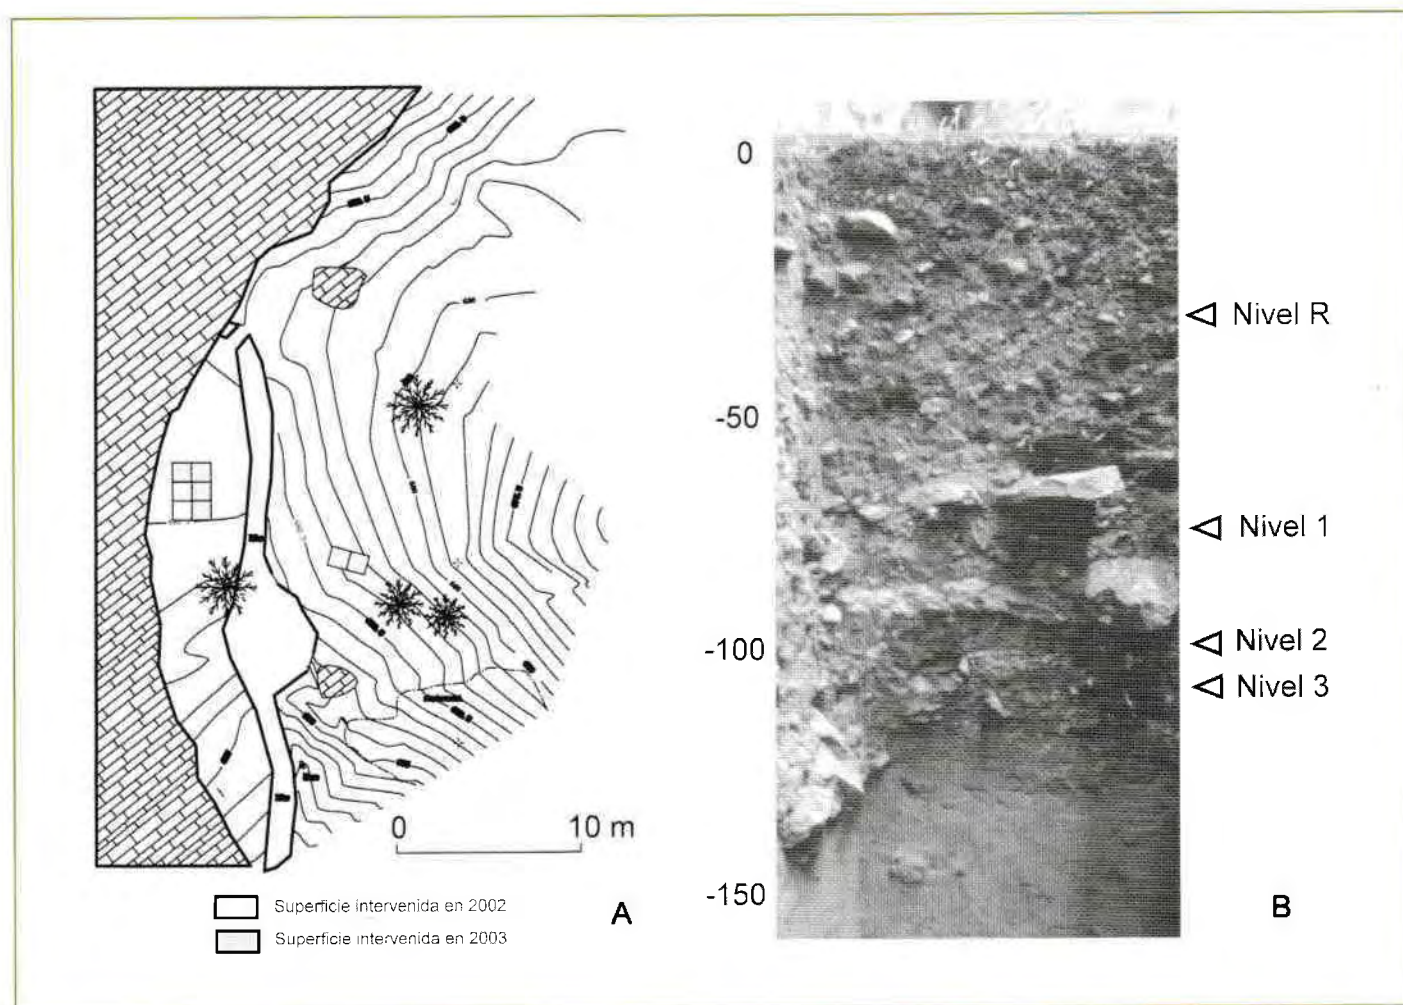 0 10 m
Superficie intervenida en 2002
Superficie intervenida en 2003
A
0
-50
-100
-150
Nivel R
Nivel 1
Nivel 2
Nivel 3
B